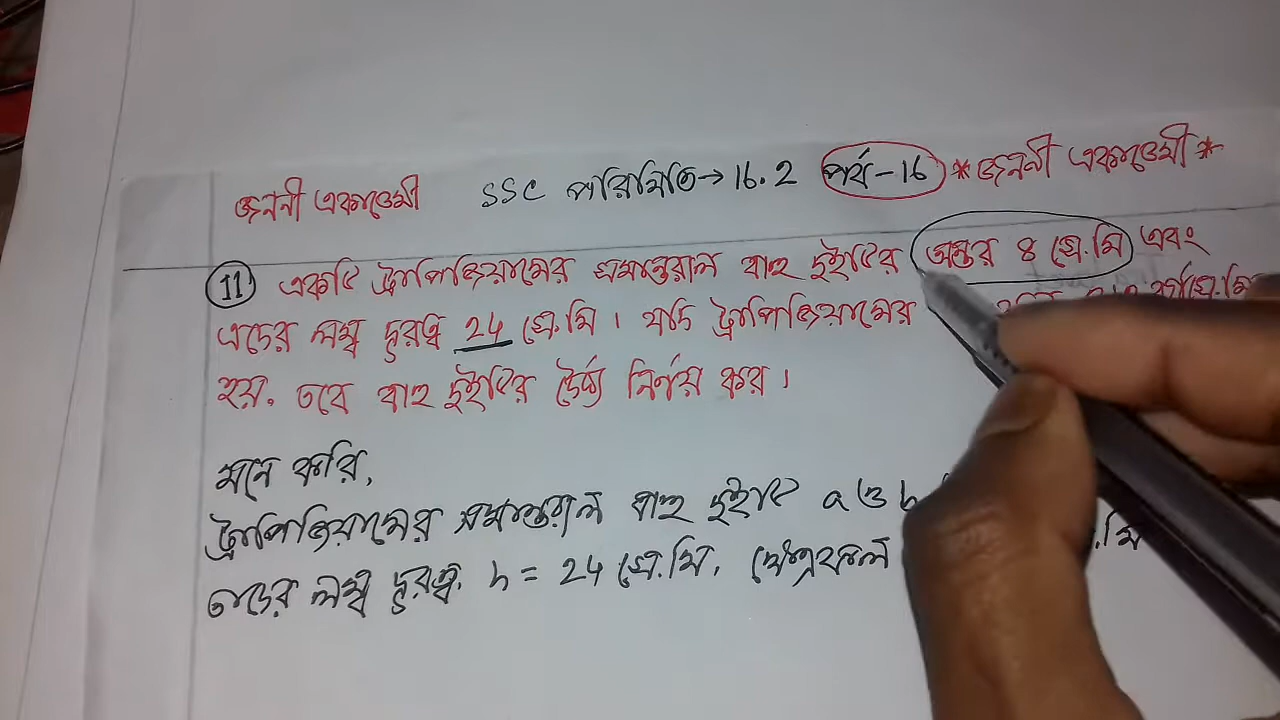 জননী একাডেমী SSC পরিমিতি→16.2 পর্ব-16 *জননী একাডেমী*
11 একটি ট্রাপিজিয়ামের সমান্তরাল বাহু দুইটির অন্তর 8 সে.মি এবং
এদের লম্ব দূরত্ব 24 সে.মি। যদি ট্রাপিজিয়ামের বর্গসে.মি
হয়, তবে বাহু দুইটির দৈর্ঘ্য নির্ণয় কর।
মনে করি,
ট্রাপিজিয়ামের সমান্তরাল বাহু দুইটি a ও b
তাদের লম্ব দূরত্ব, h = 24 সে.মি, ক্ষেত্রফল .মি